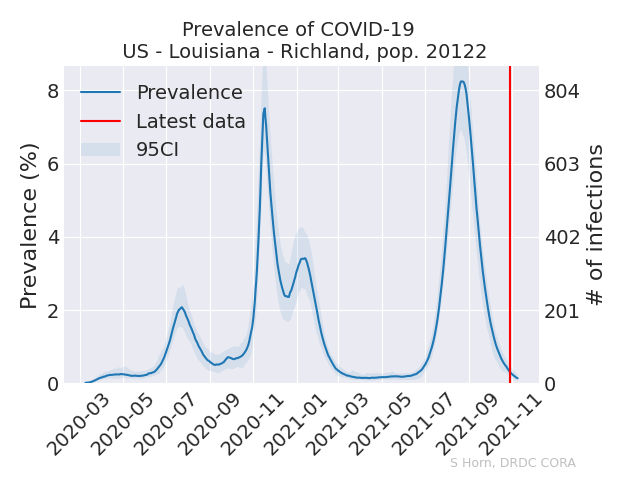 Prevalence of COVID-19
US - Louisiana - Richland, pop. 20122
Prevalence
Latest data
95CI
Prevalence (%)
8
6
4
2
0
804
603
402
201
0
# of infections
2020-03
2020-05
2020-07
2020-09
2020-11
2021-01
2021-03
2021-05
2021-07
2021-09
2021-11
S Horn, DRDC CORA